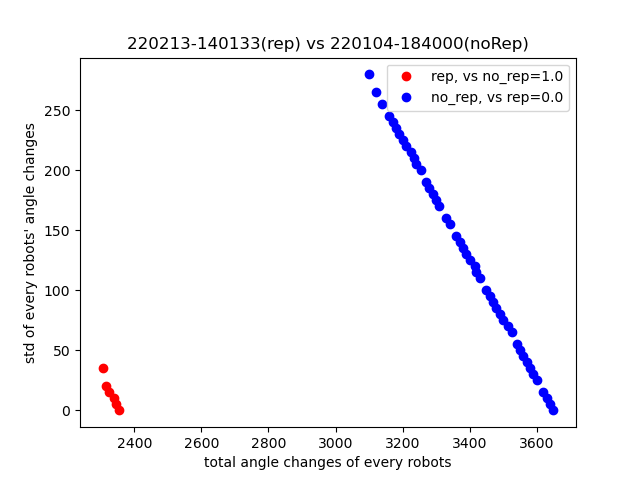 220213-140133(rep) vs 220104-184000(noRep)
rep, vs no_rep=1.0
no_rep, vs rep=0.0
std of every robots' angle changes
250
200
150
100
50
0
2400 2600 2800 3000 3200 3400 3600
total angle changes of every robots